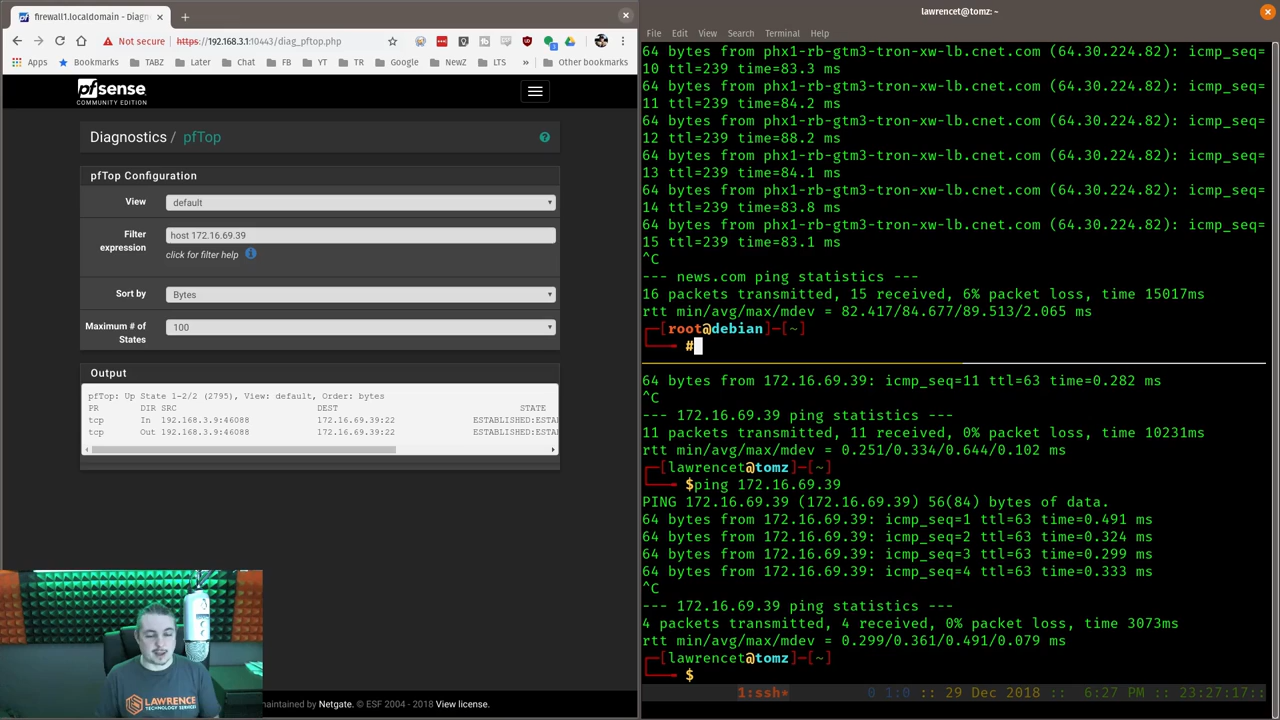 firewall1.localdomain - Diagn
Not secure
https://192.168.3.1:10443/diag_pftop.php
Apps
Bookmarks
TABZ
Later
Chat
FB
YT
TR
Google
NewZ
LTS
»
Other bookmarks
pfsense
COMMUNITY EDITION
Diagnostics / pfTop
pfTop Configuration
View
default
Filter expression
host 172.16.69.39
click for filter help
Sort by
Bytes
Maximum # of States
100
Output
pfTop: Up State 1-2/2 (2795), View: default, Order: bytes
PR DIR SRC DEST STATE
tcp In 192.168.3.9:46088 172.16.69.39:22 ESTABLISHED:ESTA
tcp Out 192.168.3.9:46088 172.16.69.39:22 ESTABLISHED:ESTA
LAWRENCE
TECHNOLOGY SERVICES
maintained by Netgate. © ESF 2004 - 2018 View license.
lawrencet@tomz: ~
File Edit View Search Terminal Help
64 bytes from phx1-rb-gtm3-tron-xw-lb.cnet.com (64.30.224.82): icmp_seq=
10 ttl=239 time=83.3 ms
64 bytes from phx1-rb-gtm3-tron-xw-lb.cnet.com (64.30.224.82): icmp_seq=
11 ttl=239 time=84.2 ms
64 bytes from phx1-rb-gtm3-tron-xw-lb.cnet.com (64.30.224.82): icmp_seq=
12 ttl=239 time=88.2 ms
64 bytes from phx1-rb-gtm3-tron-xw-lb.cnet.com (64.30.224.82): icmp_seq=
13 ttl=239 time=84.1 ms
64 bytes from phx1-rb-gtm3-tron-xw-lb.cnet.com (64.30.224.82): icmp_seq=
14 ttl=239 time=83.8 ms
64 bytes from phx1-rb-gtm3-tron-xw-lb.cnet.com (64.30.224.82): icmp_seq=
15 ttl=239 time=83.1 ms
^C
--- news.com ping statistics ---
16 packets transmitted, 15 received, 6% packet loss, time 15017ms
rtt min/avg/max/mdev = 82.417/84.677/89.513/2.065 ms
┌─[root@debian]─[~]
└──╼ #
64 bytes from 172.16.69.39: icmp_seq=11 ttl=63 time=0.282 ms
^C
--- 172.16.69.39 ping statistics ---
11 packets transmitted, 11 received, 0% packet loss, time 10231ms
rtt min/avg/max/mdev = 0.251/0.334/0.644/0.102 ms
┌─[lawrencet@tomz]─[~]
└──╼ $ping 172.16.69.39
PING 172.16.69.39 (172.16.69.39) 56(84) bytes of data.
64 bytes from 172.16.69.39: icmp_seq=1 ttl=63 time=0.491 ms
64 bytes from 172.16.69.39: icmp_seq=2 ttl=63 time=0.324 ms
64 bytes from 172.16.69.39: icmp_seq=3 ttl=63 time=0.299 ms
64 bytes from 172.16.69.39: icmp_seq=4 ttl=63 time=0.333 ms
^C
--- 172.16.69.39 ping statistics ---
4 packets transmitted, 4 received, 0% packet loss, time 3073ms
rtt min/avg/max/mdev = 0.299/0.361/0.491/0.079 ms
┌─[lawrencet@tomz]─[~]
└──╼ $
1:ssh* 0 1:0 :: 29 Dec 2018 :: 6:27 PM :: 23:27:17::